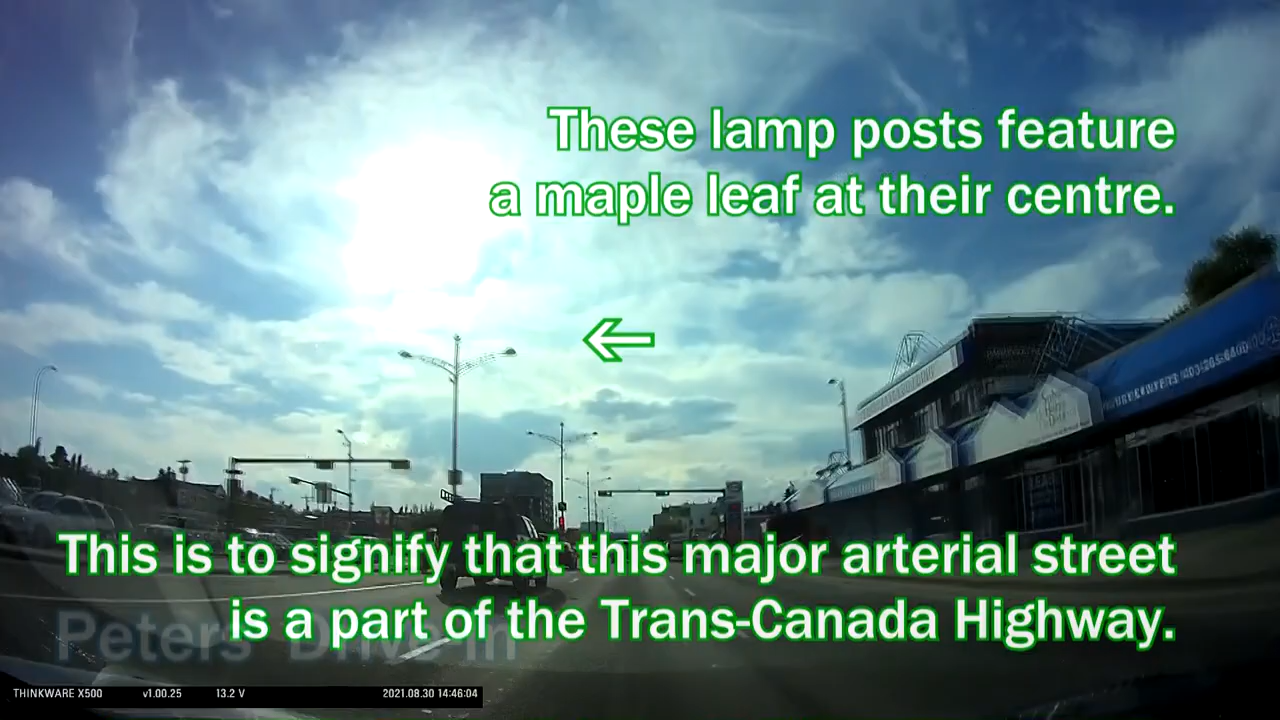 These lamp posts feature
a maple leaf at their centre.
This is to signify that this major arterial street
is a part of the Trans-Canada Highway.
Peters' Drive-in
THINKWARE X500 v1.00.25 13.2 V 2021.08.30 14:46:04